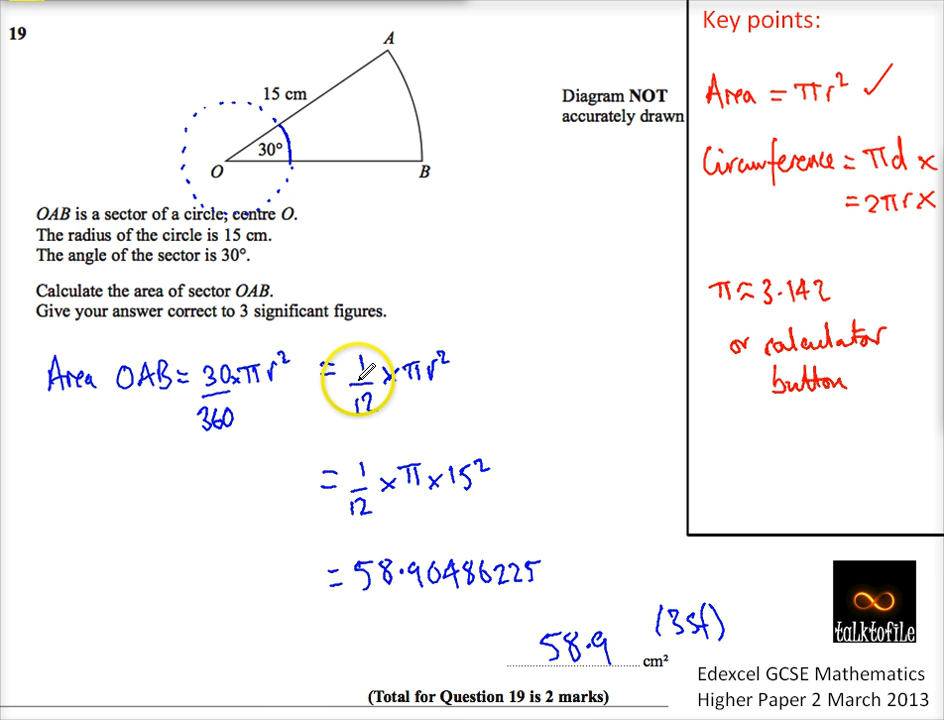 19
A
15 cm
30°
O
B
Diagram NOT
accurately drawn
OAB is a sector of a circle, centre O.
The radius of the circle is 15 cm.
The angle of the sector is 30°.
Calculate the area of sector OAB.
Give your answer correct to 3 significant figures.
Area OAB = 30/360 × πr² = 1/12 × πr²
= 1/12 × π × 15²
= 58.90486225
58.9 (3sf)
cm²
(Total for Question 19 is 2 marks)
Key points:
Area = πr² ✓
Circumference = πd ×
= 2πr ×
π ≈ 3.142
or calculator
button
talktofile
Edexcel GCSE Mathematics
Higher Paper 2 March 2013